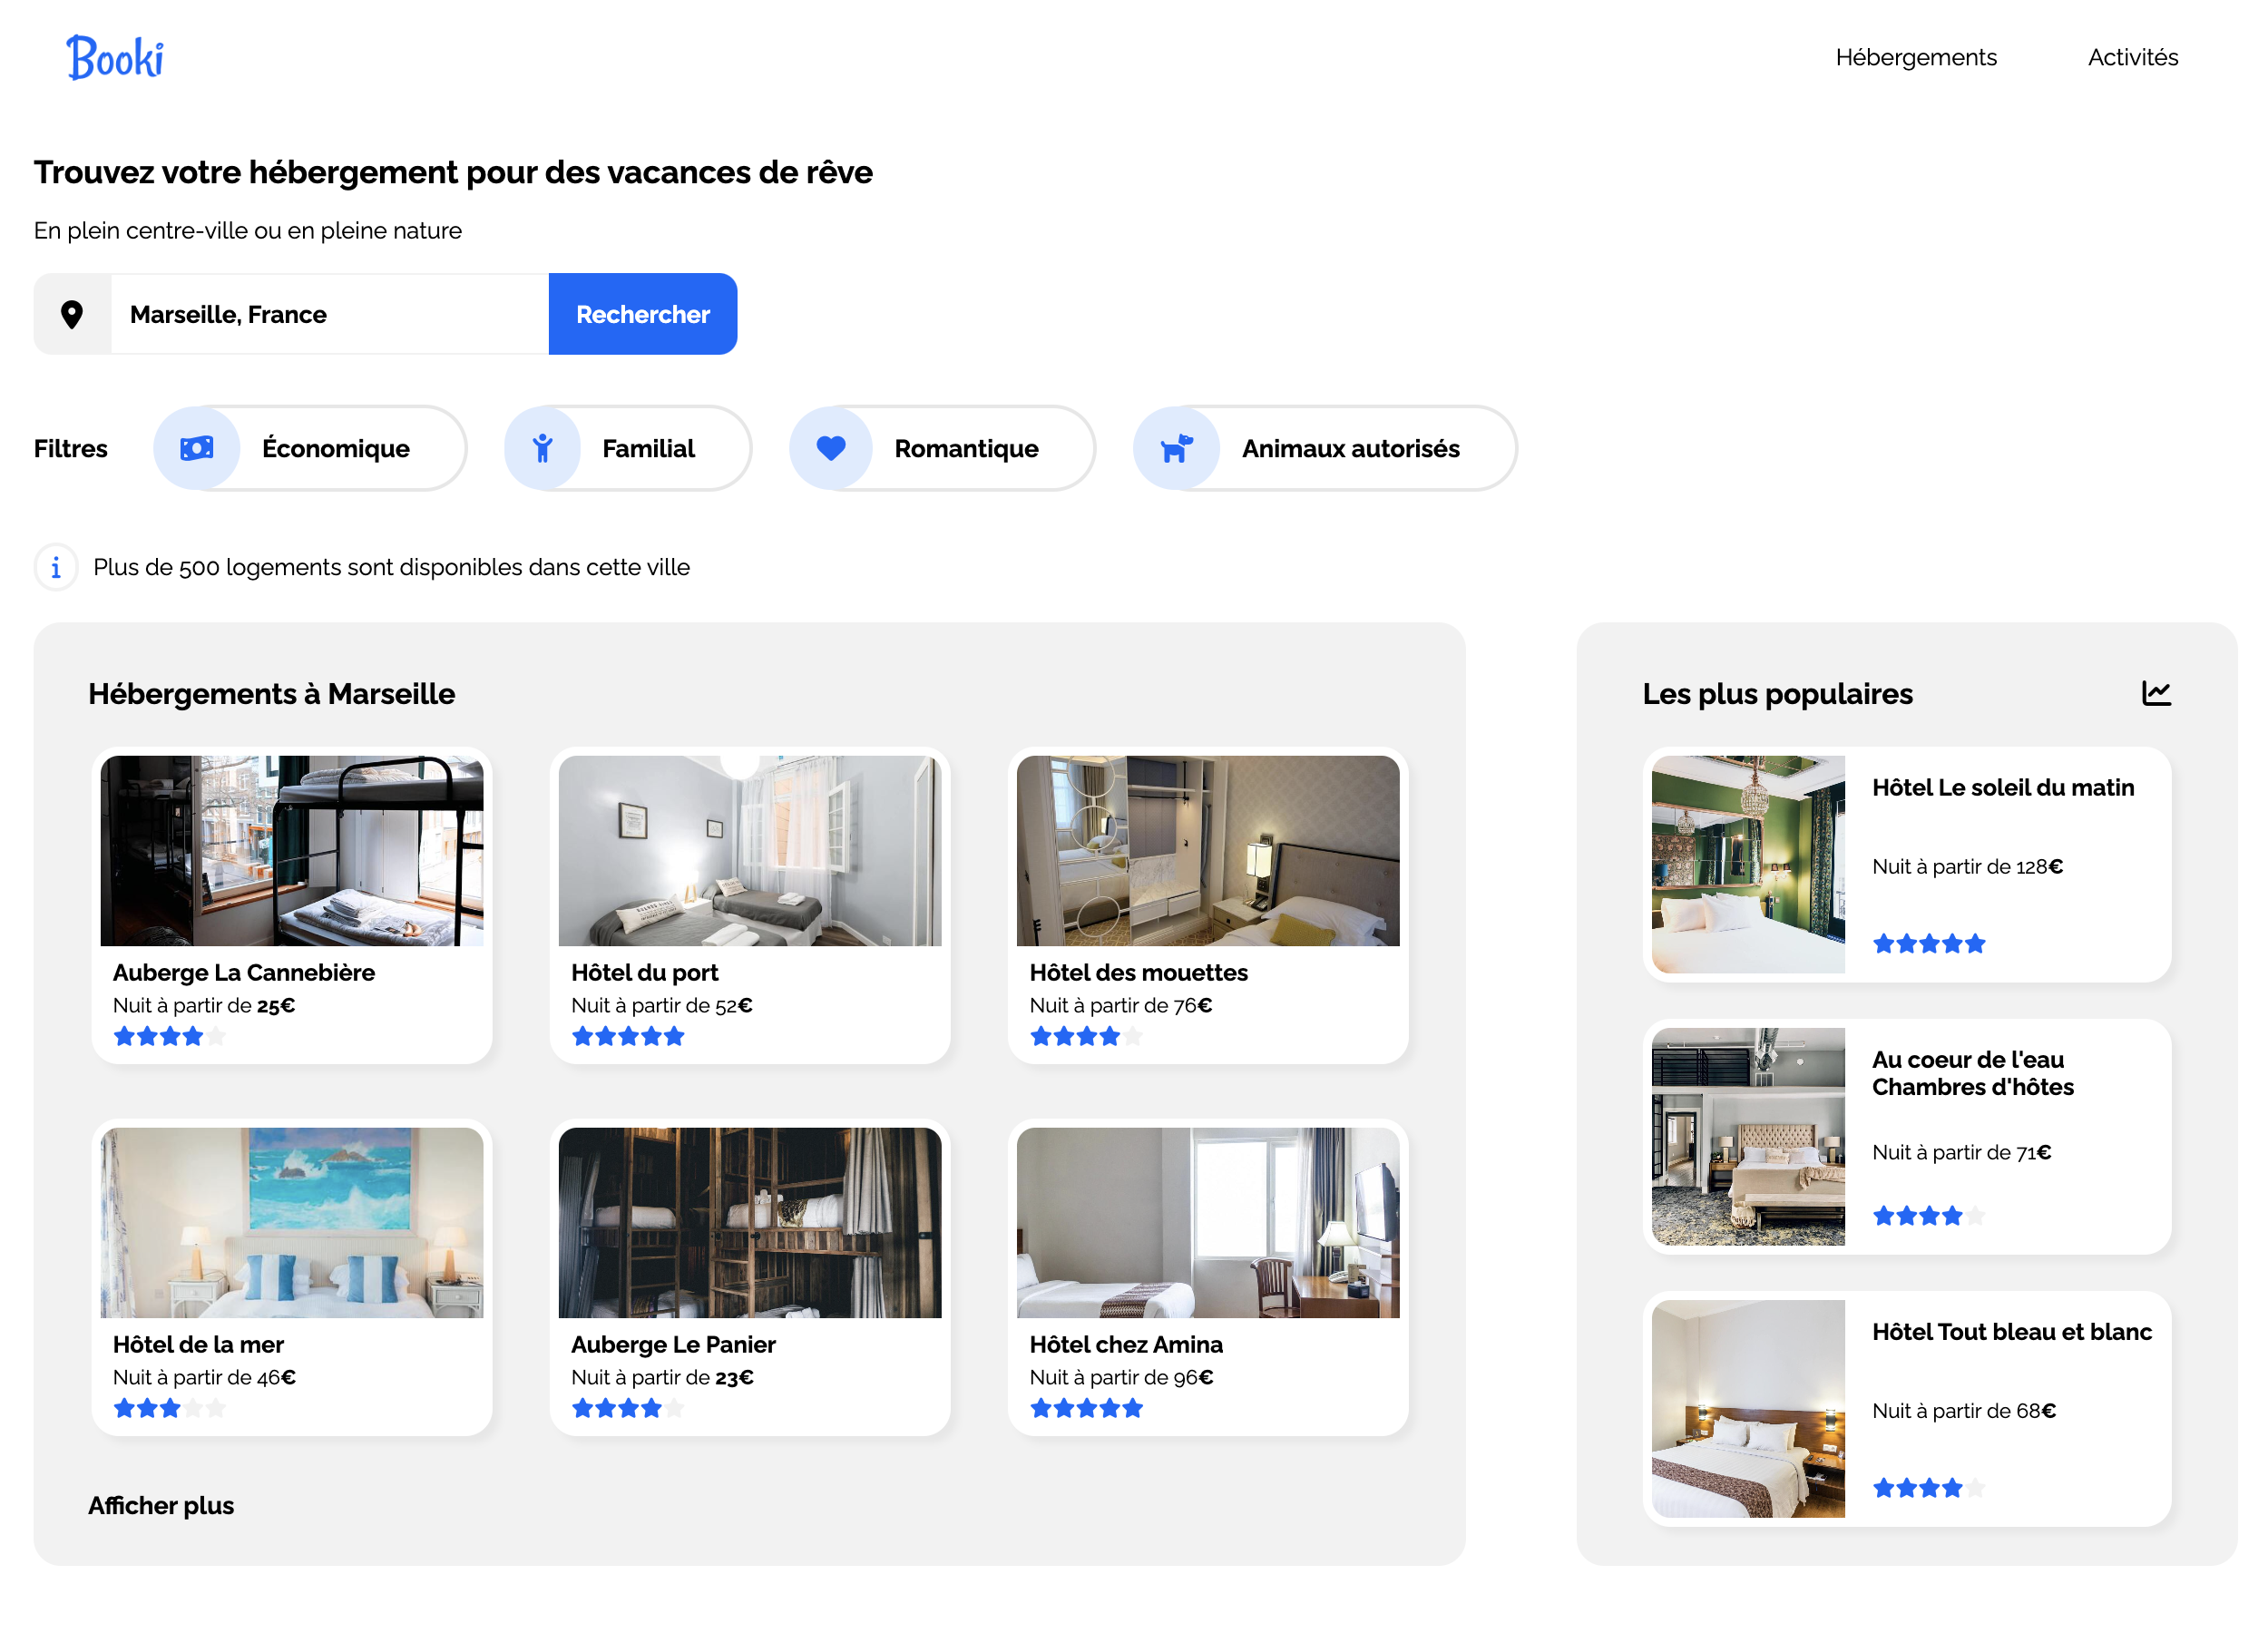 Booki
Hébergements
Activités
Trouvez votre hébergement pour des vacances de rêve
En plein centre-ville ou en pleine nature
Marseille, France
Rechercher
Filtres
Économique
Familial
Romantique
Animaux autorisés
Plus de 500 logements sont disponibles dans cette ville
Hébergements à Marseille
Auberge La Cannebière
Nuit à partir de 25€
Hôtel du port
Nuit à partir de 52€
Hôtel des mouettes
Nuit à partir de 76€
Hôtel de la mer
Nuit à partir de 46€
Auberge Le Panier
Nuit à partir de 23€
Hôtel chez Amina
Nuit à partir de 96€
Afficher plus
Les plus populaires
Hôtel Le soleil du matin
Nuit à partir de 128€
Au coeur de l'eau
Chambres d'hôtes
Nuit à partir de 71€
Hôtel Tout bleau et blanc
Nuit à partir de 68€